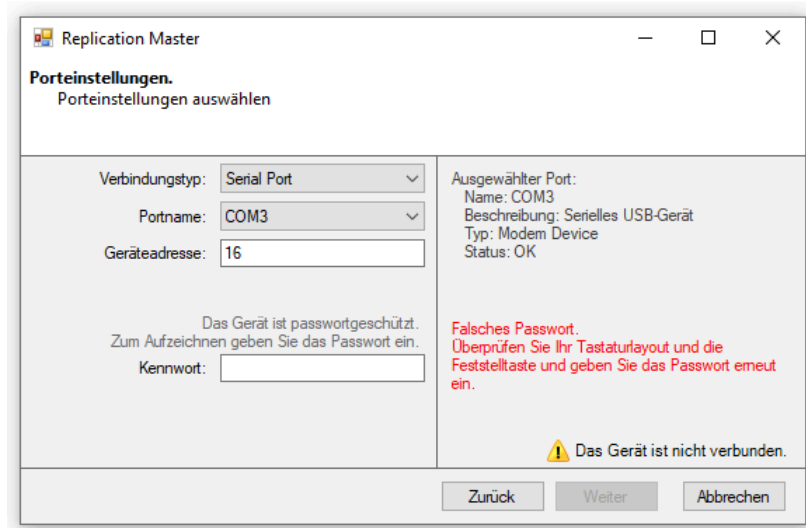 Replication Master
Porteinstellungen.
Porteinstellungen auswählen
Verbindungstyp: Serial Port
Portname: COM3
Geräteadresse: 16
Das Gerät ist passwortgeschützt.
Zum Aufzeichnen geben Sie das Passwort ein.
Kennwort:
Ausgewählter Port:
Name: COM3
Beschreibung: Serielles USB-Gerät
Typ: Modem Device
Status: OK
Falsches Passwort.
Überprüfen Sie Ihr Tastaturlayout und die
Feststelltaste und geben Sie das Passwort erneut
ein.
Das Gerät ist nicht verbunden.
Zurück
Weiter
Abbrechen